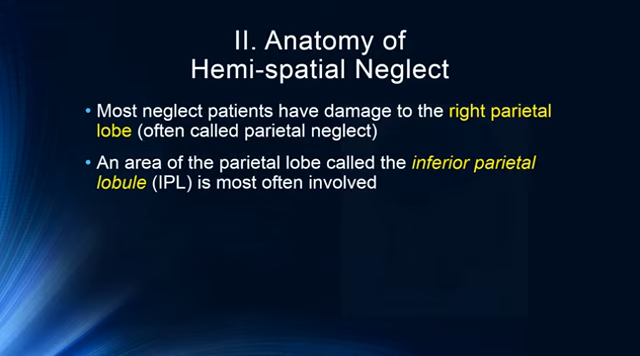 II. Anatomy of
Hemi-spatial Neglect
• Most neglect patients have damage to the right parietal
lobe (often called parietal neglect)
• An area of the parietal lobe called the inferior parietal
lobule (IPL) is most often involved